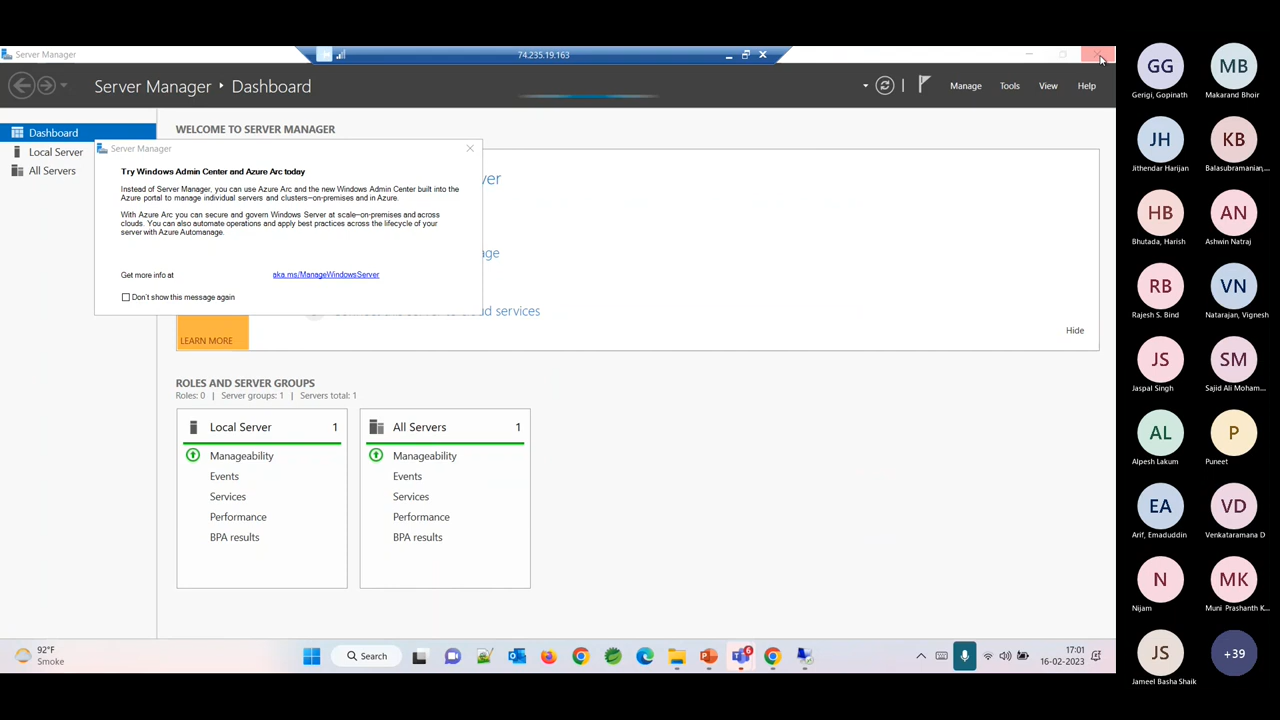 Server Manager
74.235.19.163
Server Manager • Dashboard
Manage
Tools
View
Help
Dashboard
Local Server
All Servers
WELCOME TO SERVER MANAGER
Server Manager
Try Windows Admin Center and Azure Arc today
Instead of Server Manager, you can use Azure Arc and the new Windows Admin Center built into the
Azure portal to manage individual servers and clusters–on-premises and in Azure.
With Azure Arc you can secure and govern Windows Server at scale–on-premises and across
clouds. You can also automate operations and apply best practices across the lifecycle of your
server with Azure Automanage.
Get more info at
aka.ms/ManageWindowsServer
Don't show this message again
LEARN MORE
Hide
ROLES AND SERVER GROUPS
Roles: 0 | Server groups: 1 | Servers total: 1
Local Server 1
Manageability
Events
Services
Performance
BPA results
All Servers 1
Manageability
Events
Services
Performance
BPA results
92°F
Smoke
Search
6
17:01
16-02-2023
GG
Gerigi, Gopinath
MB
Makarand Bhoir
JH
Jithendar Harijan
KB
Balasubramanian,...
HB
Bhutada, Harish
AN
Ashwin Natraj
RB
Rajesh S. Bind
VN
Natarajan, Vignesh
JS
Jaspal Singh
SM
Sajid Ali Moham...
AL
Alpesh Lakum
P
Puneet
EA
Arif, Emaduddin
VD
Venkataramana D
N
Nijam
MK
Muni Prashanth K...
JS
Jameel Basha Shaik
+39